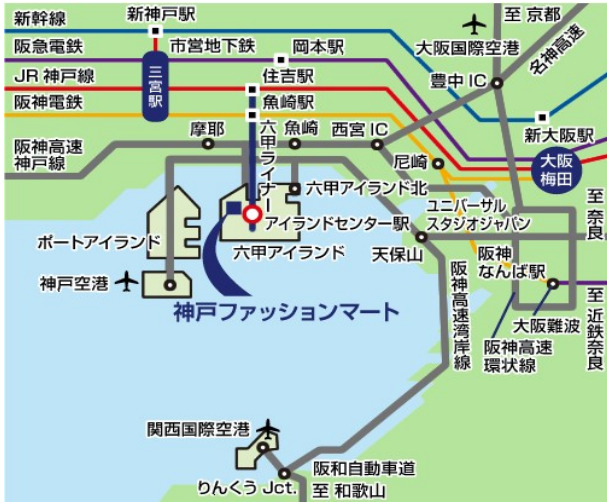 新幹線
新神戸駅
至 京都
阪急電鉄
市営地下鉄
岡本駅
大阪国際空港
名神高速
JR 神戸線
三宮駅
住吉駅
豊中 IC
阪神電鉄
魚崎駅
摩耶
魚崎
西宮 IC
新大阪駅
阪神高速
神戸線
六甲ライナー
尼崎
大阪
梅田
六甲アイランド北
ユニバーサル
スタジオジャパン
至 奈良
アイランドセンター駅
ポートアイランド
六甲アイランド
天保山
阪神
なんば駅
神戸空港
神戸ファッションマート
阪神高速湾岸線
大阪難波
阪神高速
環状線
至 近鉄奈良
関西国際空港
りんくう Jct.
阪和自動車道
至 和歌山